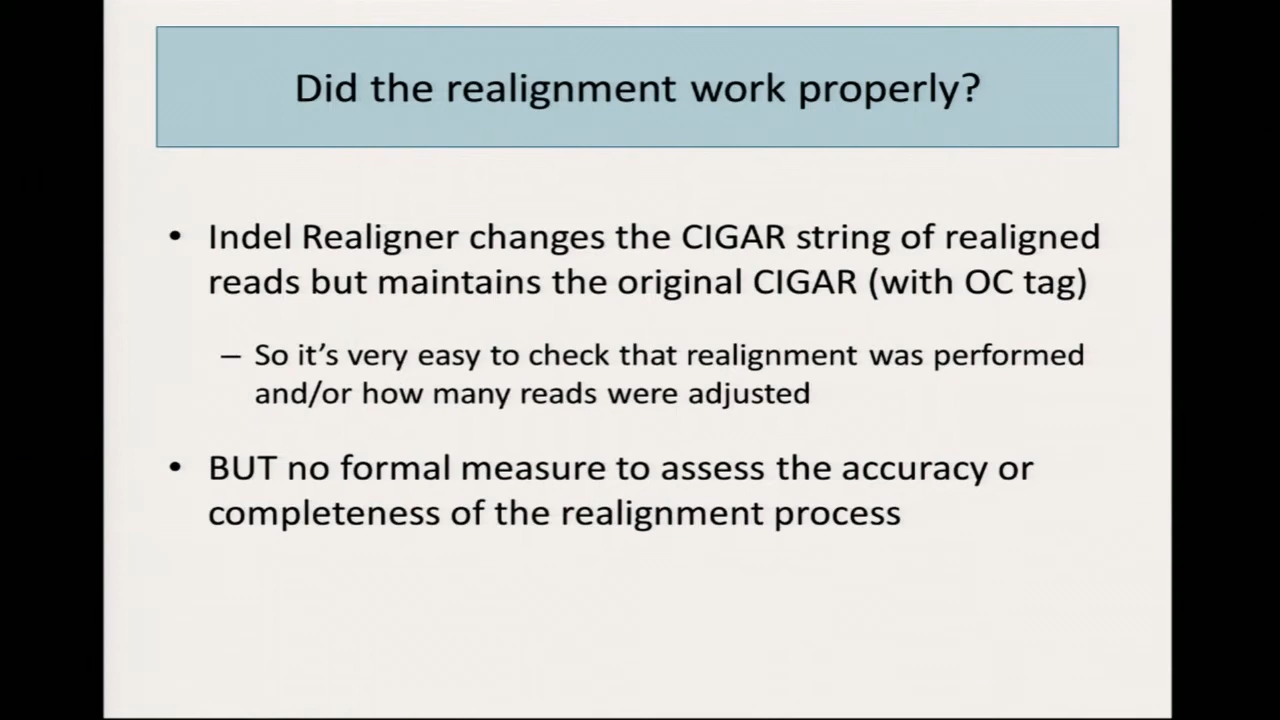 Did the realignment work properly?
• Indel Realigner changes the CIGAR string of realigned
reads but maintains the original CIGAR (with OC tag)
– So it's very easy to check that realignment was performed
and/or how many reads were adjusted
• BUT no formal measure to assess the accuracy or
completeness of the realignment process